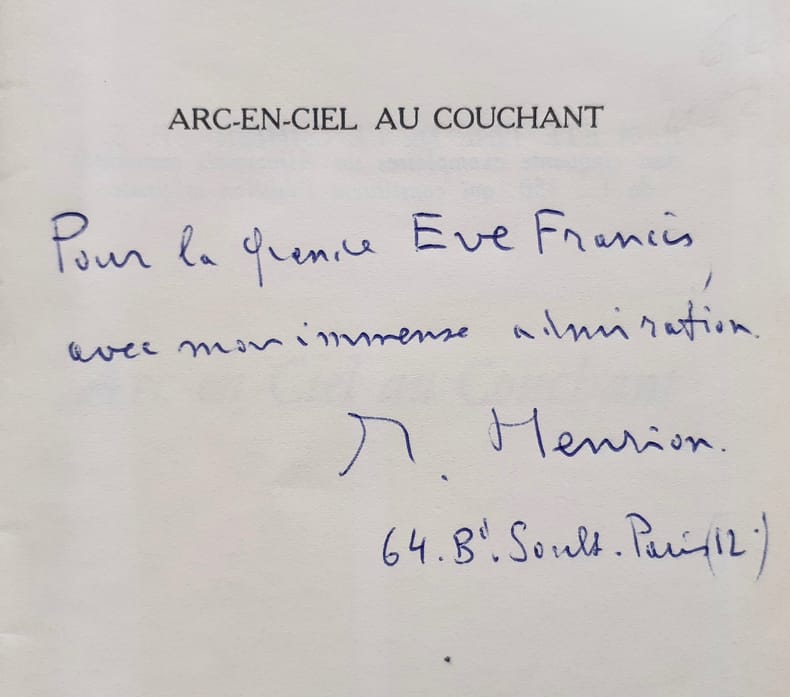 ARC-EN-CIEL AU COUCHANT
Pour la grande Eve Francis,
avec mon immense admiration.
M. Henrion.
64. Bd. Soult. Paris (12.)